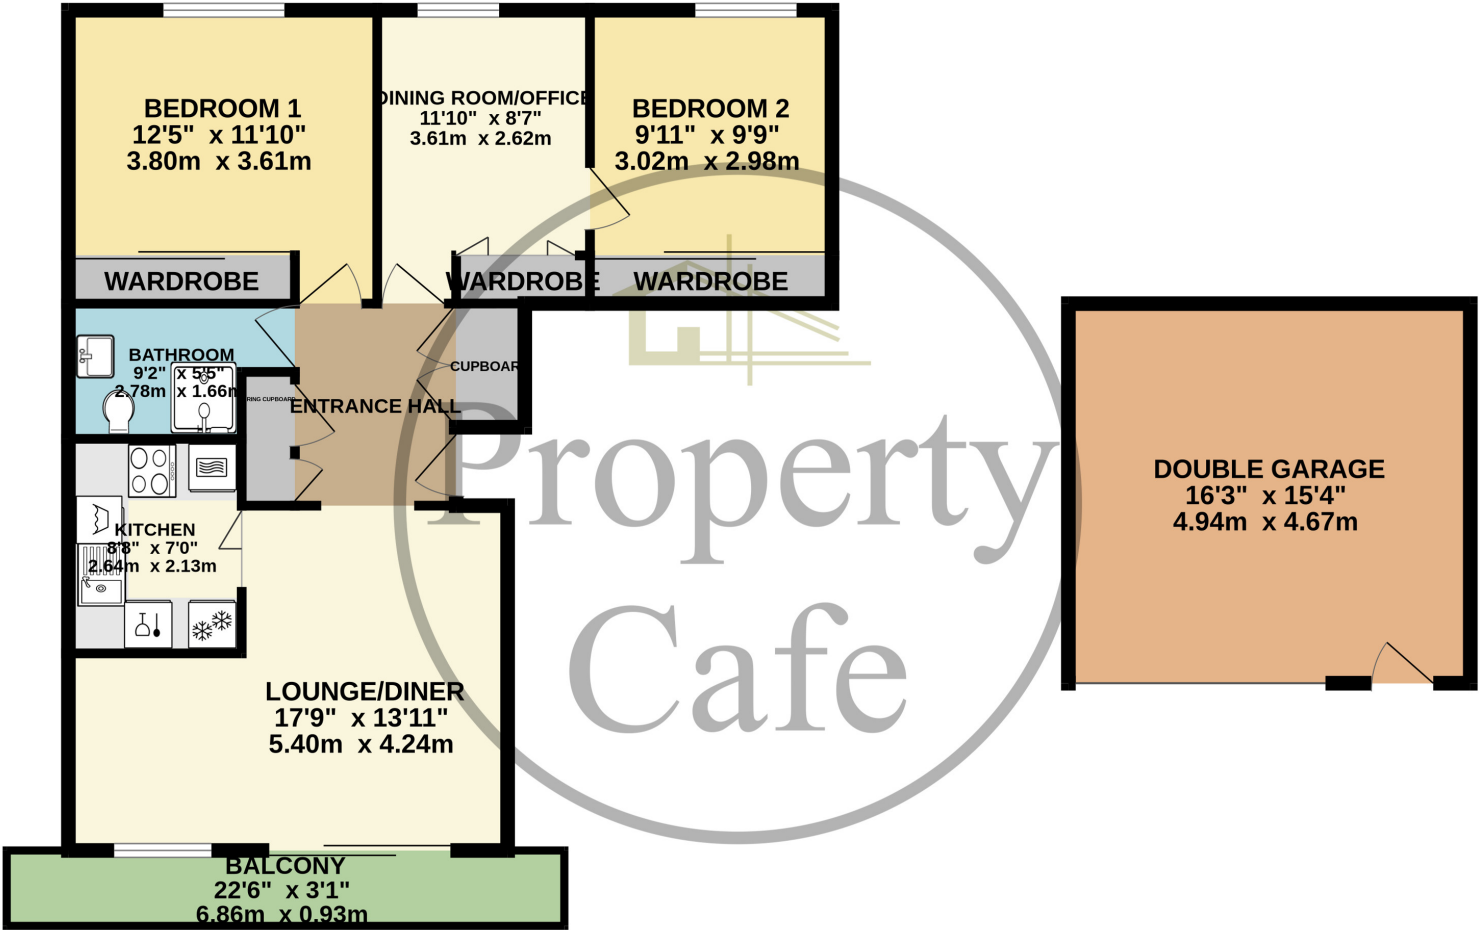 BEDROOM 1
12'5" x 11'10"
3.80m x 3.61m
DINING ROOM/OFFICE
11'10" x 8'7"
3.61m x 2.62m
BEDROOM 2
9'11" x 9'9"
3.02m x 2.98m
WARDROBE
WARDROBE
WARDROBE
BATHROOM
9'2" x 5'5"
2.78m x 1.66m
RING CUPBOARD
CUPBOAR
ENTRANCE HALL
KITCHEN
8'8" x 7'0"
2.64m x 2.13m
LOUNGE/DINER
17'9" x 13'11"
5.40m x 4.24m
BALCONY
22'6" x 3'1"
6.86m x 0.93m
DOUBLE GARAGE
16'3" x 15'4"
4.94m x 4.67m
Property
Cafe